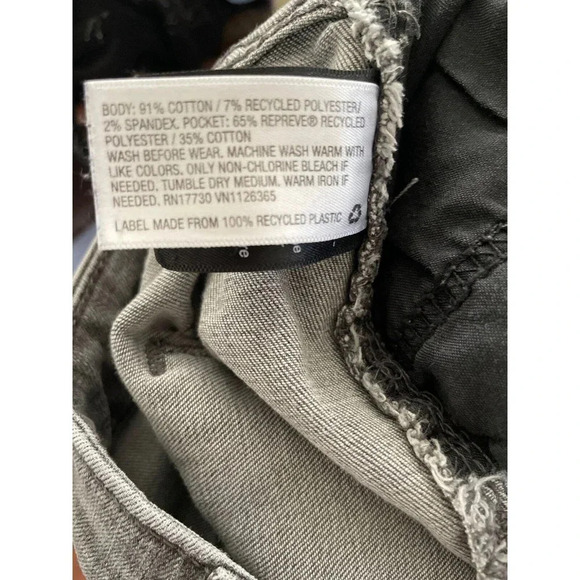 BODY: 91% COTTON / 7% RECYCLED POLYESTER/
2% SPANDEX. POCKET: 65% REPREVE® RECYCLED
POLYESTER / 35% COTTON
WASH BEFORE WEAR. MACHINE WASH WARM WITH
LIKE COLORS. ONLY NON-CHLORINE BLEACH IF
NEEDED. TUMBLE DRY MEDIUM. WARM IRON IF
NEEDED. RN17730 VN1126365
LABEL MADE FROM 100% RECYCLED PLASTIC